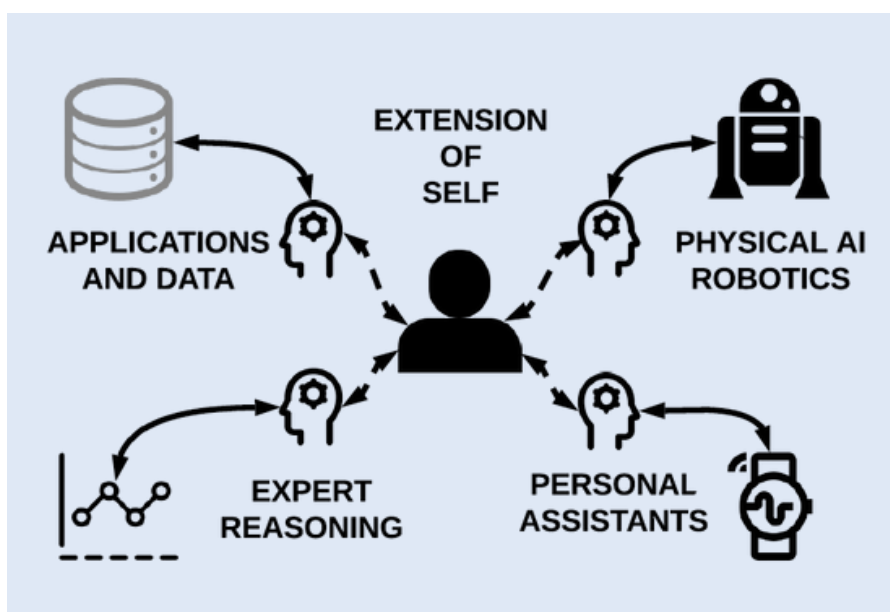 EXTENSION
OF
SELF
APPLICATIONS
AND DATA
PHYSICAL AI
ROBOTICS
EXPERT
REASONING
PERSONAL
ASSISTANTS